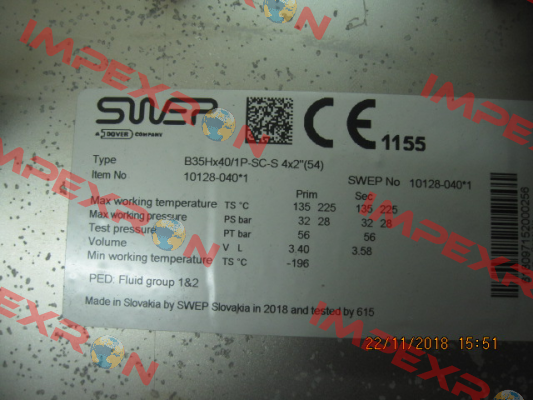 SWEP
A DOVER COMPANY
CE 1155
Type B35Hx40/1P-SC-S 4x2"(54)
Item No 10128-040*1 SWEP No 10128-040*1
Prim Sec
Max working temperature TS °C 135 225 135 225
Max working pressure PS bar 32 28 32 28
Test pressure PT bar 56 56
Volume V L 3.40 3.58
Min working temperature TS °C -196
PED: Fluid group 1&2
Made in Slovakia by SWEP Slovakia in 2018 and tested by 615
22/11/2018 15:51
IMPEXRON
IMPEXRON
IMPEXRON
IMPEXRON